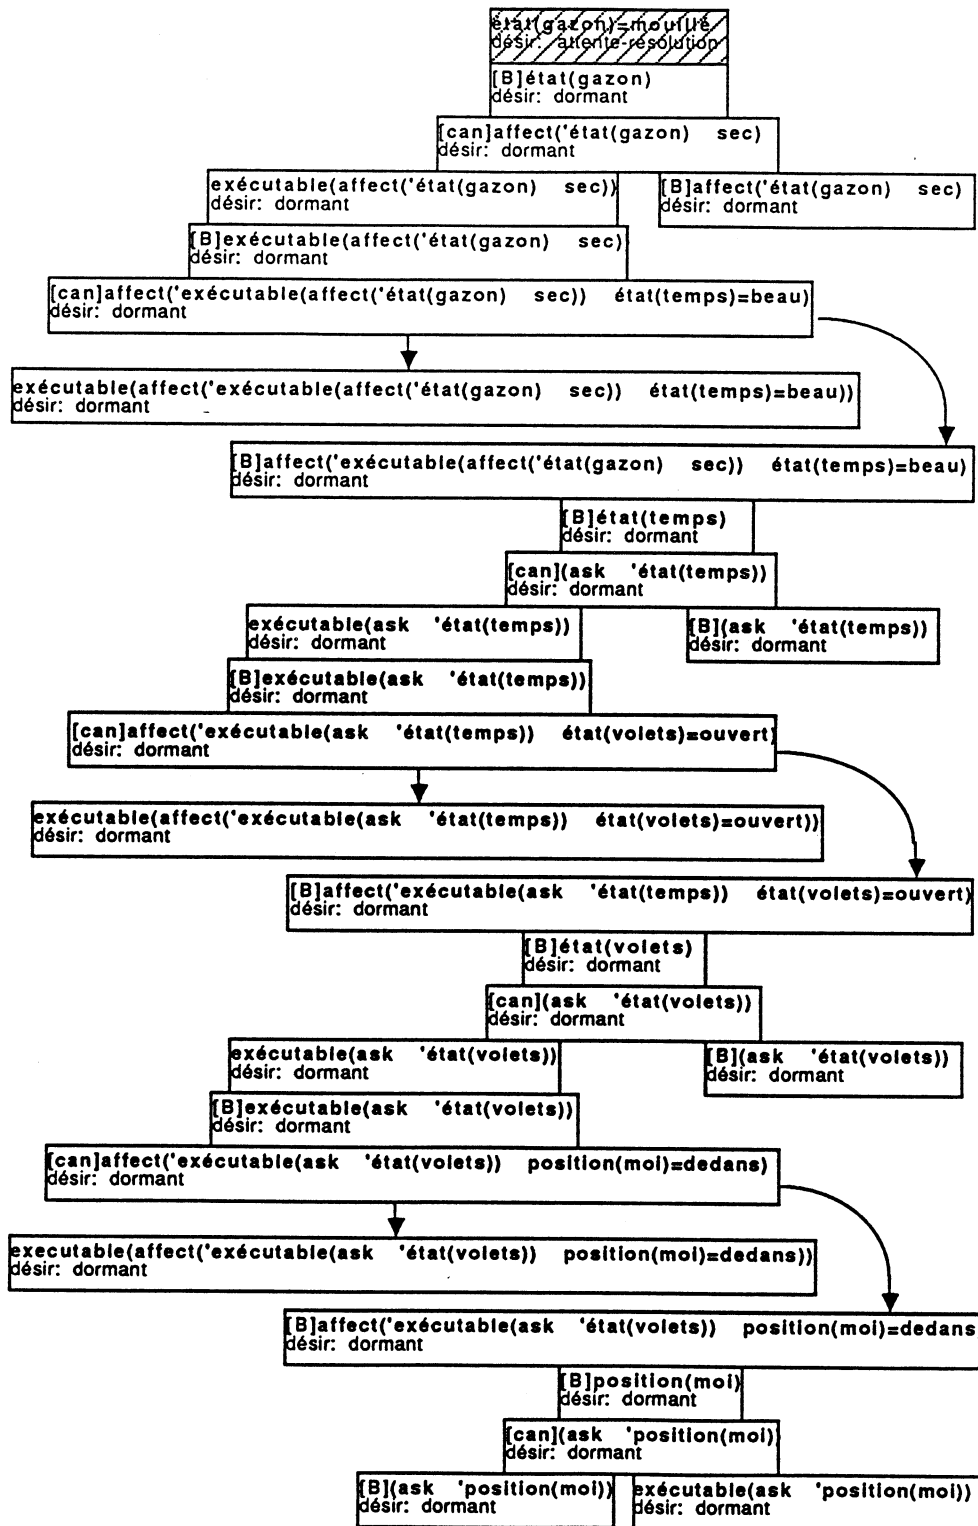 état(gazon)=mouillé
désir: attente-résolution
[B]état(gazon)
désir: dormant
[can]affect('état(gazon) sec)
désir: dormant
exécutable(affect('état(gazon) sec))
désir: dormant
[B]affect('état(gazon) sec)
désir: dormant
[B]exécutable(affect('état(gazon) sec)
désir: dormant
[can]affect('exécutable(affect('état(gazon) sec)) état(temps)=beau)
désir: dormant
exécutable(affect('exécutable(affect('état(gazon) sec)) état(temps)=beau))
désir: dormant
[B]affect('exécutable(affect('état(gazon) sec)) état(temps)=beau)
désir: dormant
[B]état(temps)
désir: dormant
[can](ask 'état(temps))
désir: dormant
exécutable(ask 'état(temps))
désir: dormant
[B](ask 'état(temps))
désir: dormant
[B]exécutable(ask 'état(temps))
désir: dormant
[can]affect('exécutable(ask 'état(temps)) état(volets)=ouvert)
désir: dormant
exécutable(affect('exécutable(ask 'état(temps)) état(volets)=ouvert))
désir: dormant
[B]affect('exécutable(ask 'état(temps)) état(volets)=ouvert)
désir: dormant
[B]état(volets)
désir: dormant
[can](ask 'état(volets))
désir: dormant
exécutable(ask 'état(volets))
désir: dormant
[B](ask 'état(volets))
désir: dormant
[B]exécutable(ask 'état(volets))
désir: dormant
[can]affect('exécutable(ask 'état(volets)) position(moi)=dedans)
désir: dormant
executable(affect('exécutable(ask 'état(volets)) position(moi)=dedans))
désir: dormant
[B]affect('exécutable(ask 'état(volets)) position(moi)=dedans
désir: dormant
[B]position(moi)
désir: dormant
[can](ask 'position(moi)
désir: dormant
[B](ask 'position(moi))
désir: dormant
exécutable(ask 'position(moi))
désir: dormant